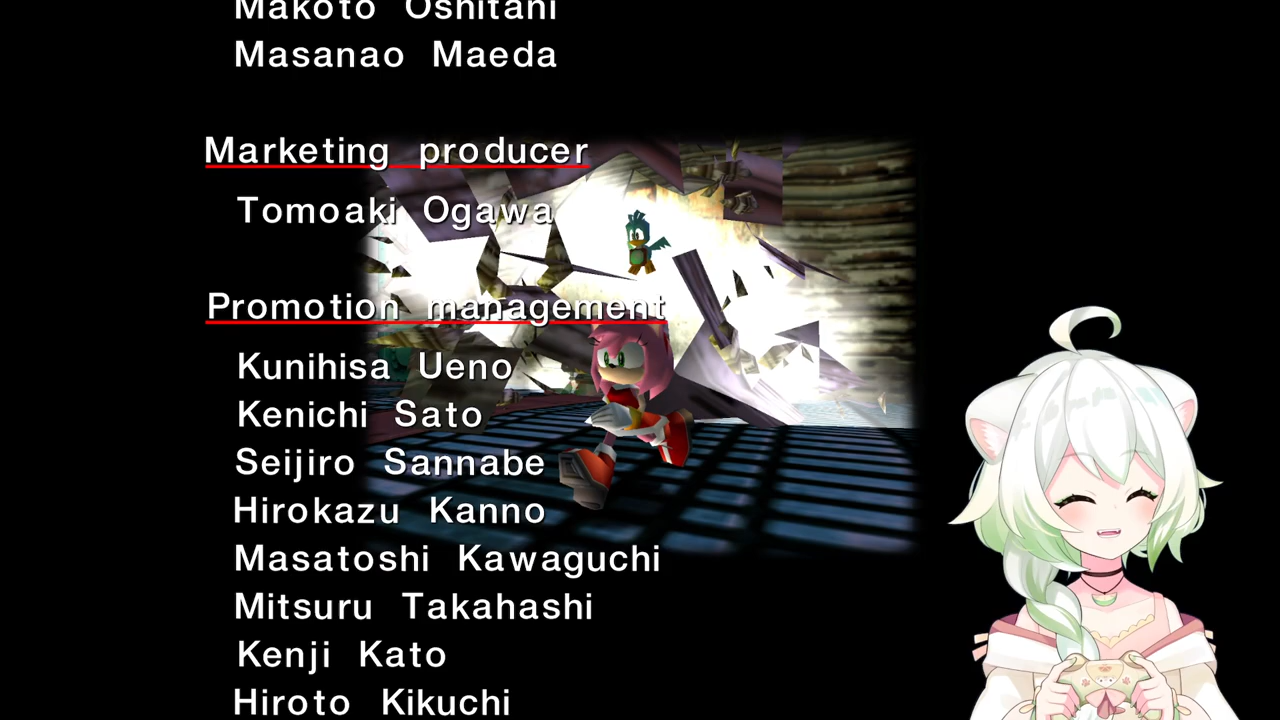 Makoto Oshitani
Masanao Maeda
Marketing producer
Tomoaki Ogawa
Promotion management
Kunihisa Ueno
Kenichi Sato
Seijiro Sannabe
Hirokazu Kanno
Masatoshi Kawaguchi
Mitsuru Takahashi
Kenji Kato
Hiroto Kikuchi